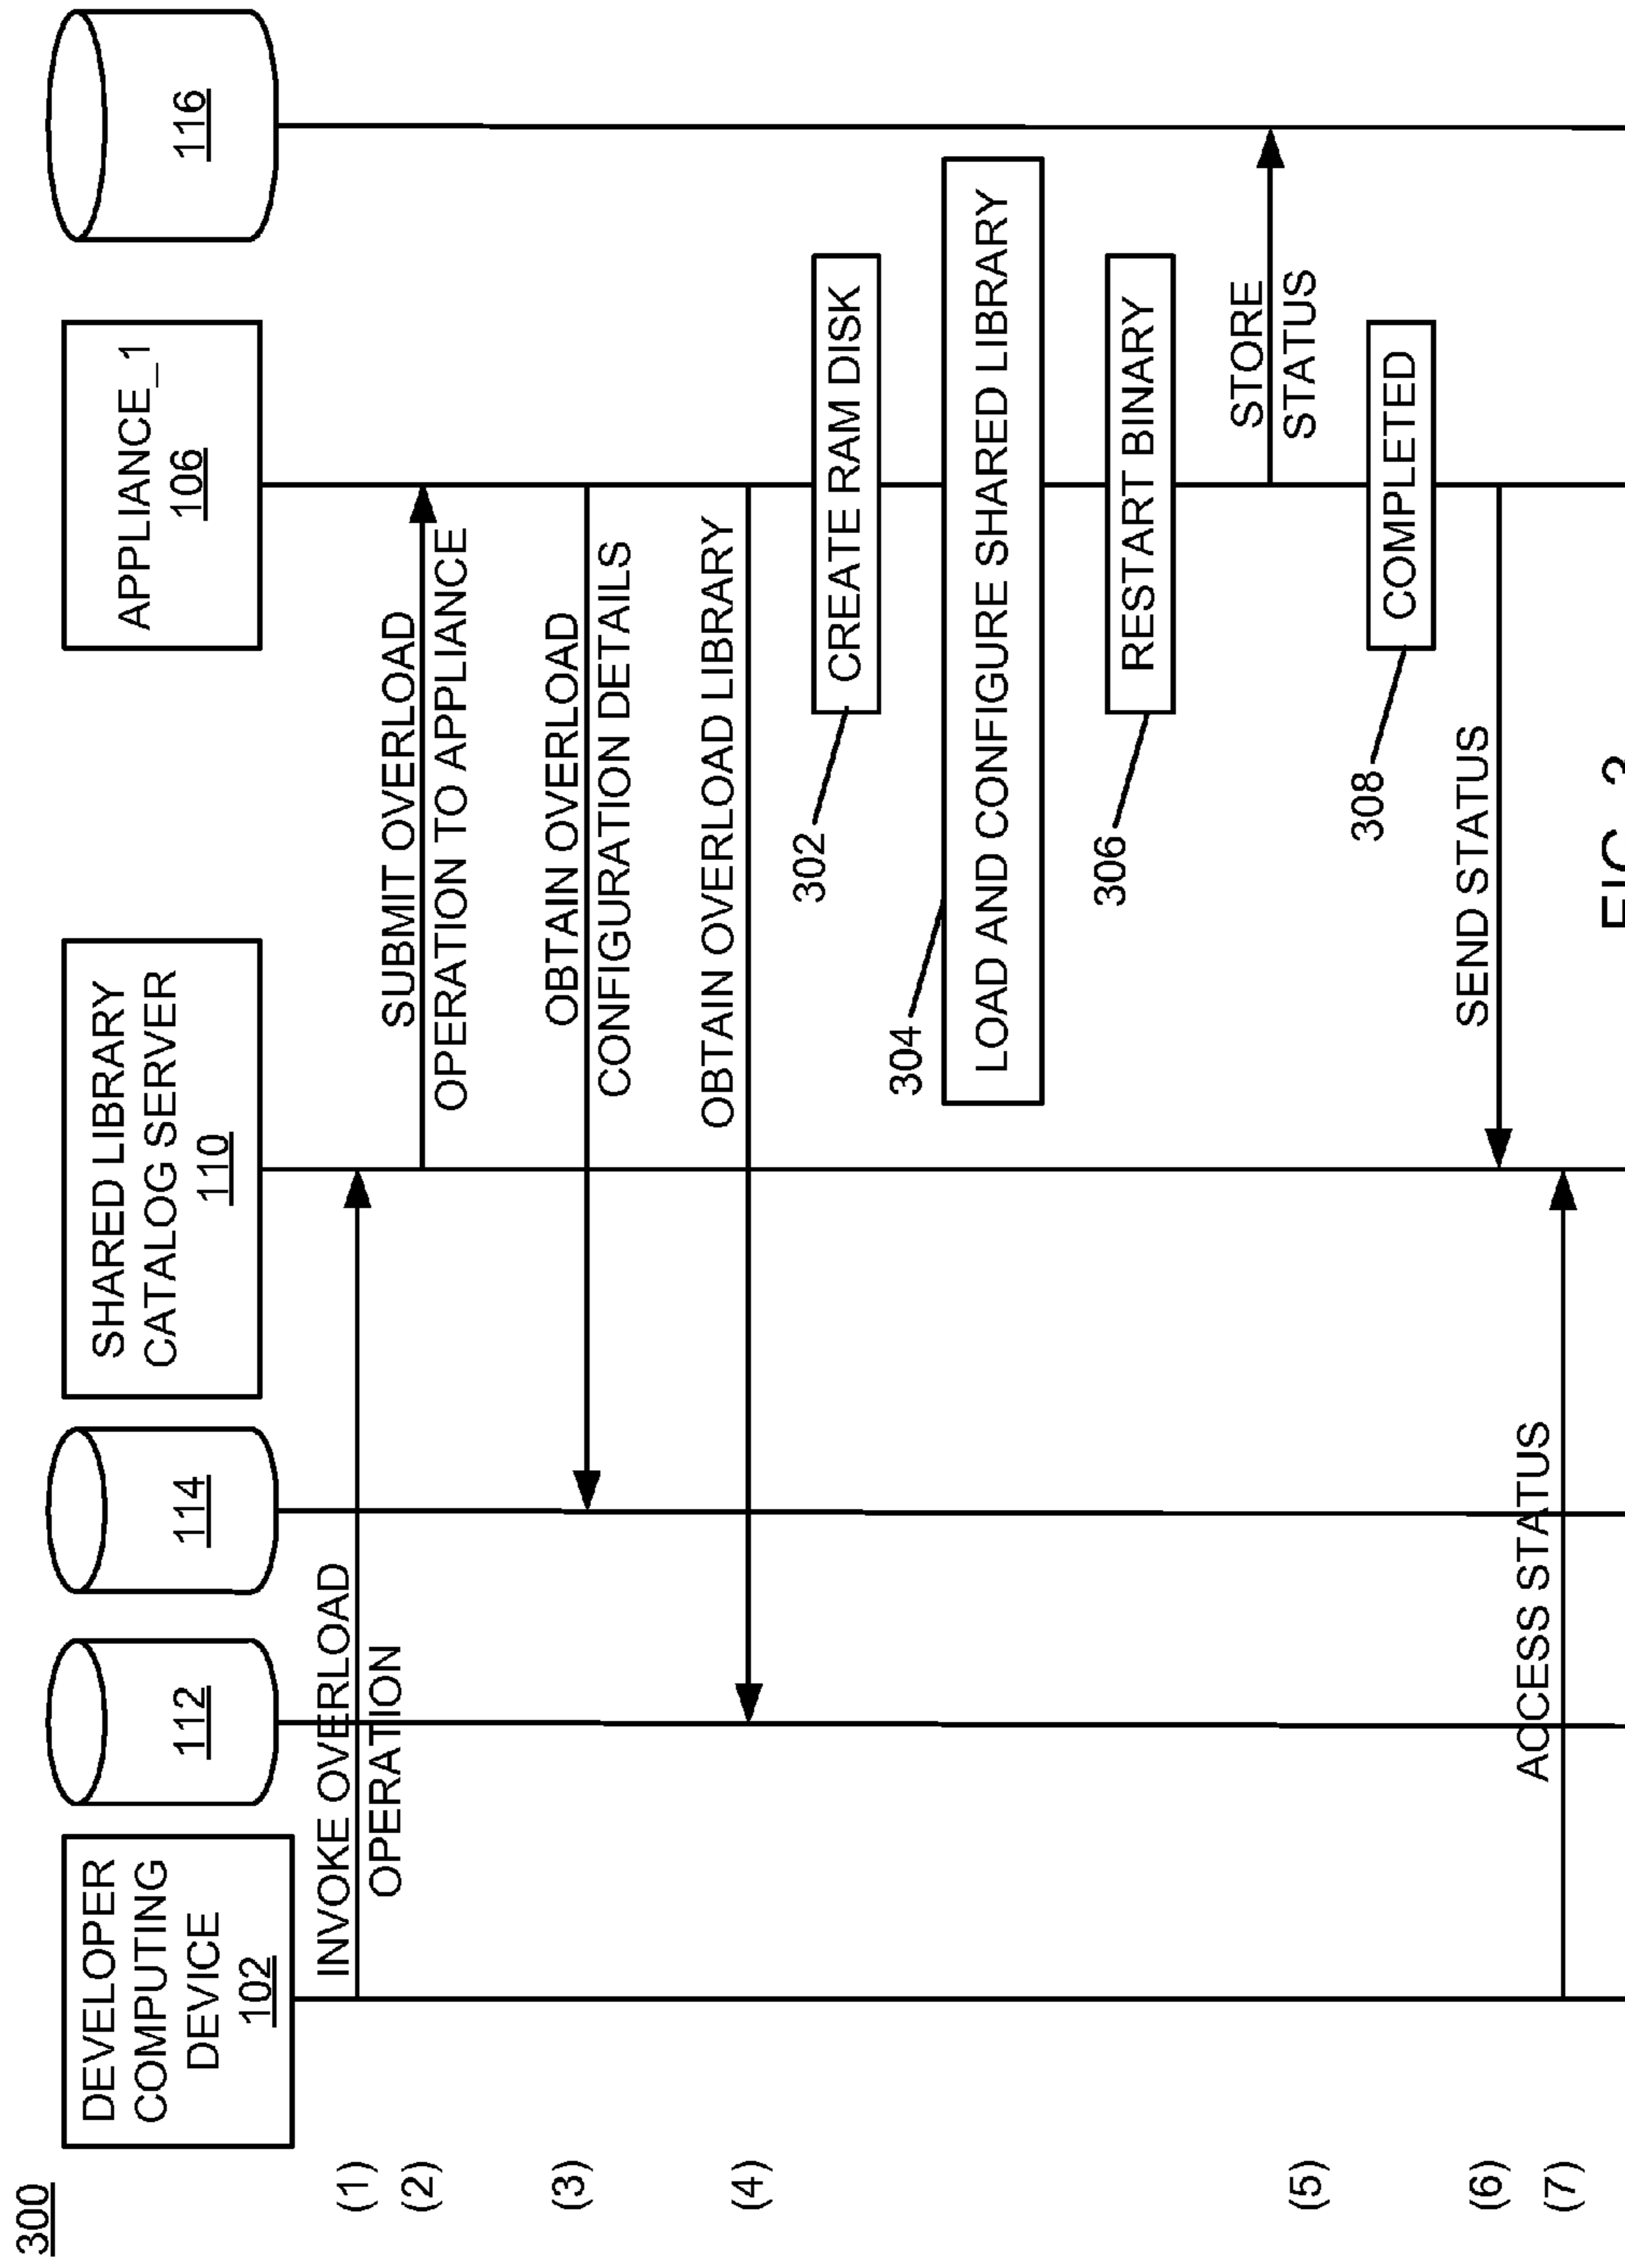 300
DEVELOPER
COMPUTING
DEVICE
102
112
114
SHARED LIBRARY
CATALOG SERVER
110
APPLIANCE_1
106
116
(1)
INVOKE OVERLOAD
OPERATION
(2)
SUBMIT OVERLOAD
OPERATION TO APPLIANCE
(3)
OBTAIN OVERLOAD
CONFIGURATION DETAILS
(4)
OBTAIN OVERLOAD LIBRARY
302
CREATE RAM DISK
304
LOAD AND CONFIGURE SHARED LIBRARY
306
RESTART BINARY
(5)
STORE
STATUS
308
COMPLETED
(6)
SEND STATUS
(7)
ACCESS STATUS
FIG. 3